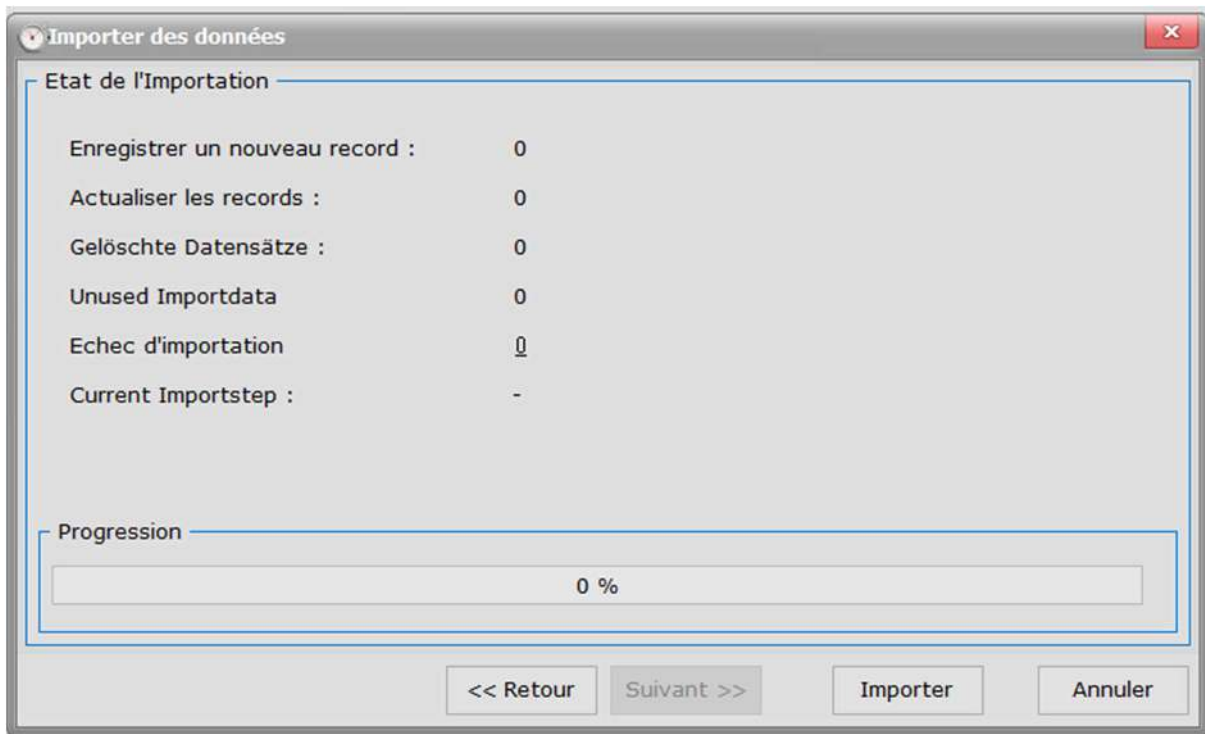 Importer des données
Etat de l'Importation
Enregistrer un nouveau record : 0
Actualiser les records : 0
Gelöschte Datensätze : 0
Unused Importdata 0
Echec d'importation 0
Current Importstep : -
Progression
0 %
<< Retour Suivant >> Importer Annuler